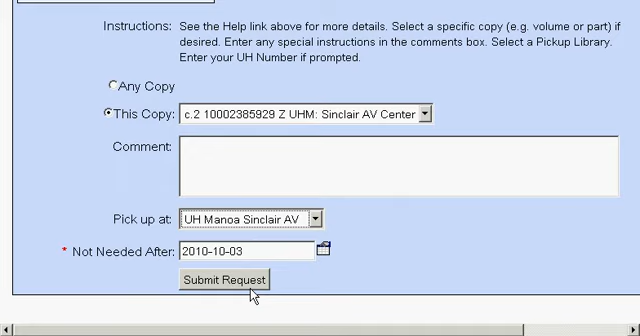 Instructions: See the Help link above for more details. Select a specific copy (e.g. volume or part) if
desired. Enter any special instructions in the comments box. Select a Pickup Library.
Enter your UH Number if prompted.
Any Copy
This Copy: c.2 10002385929 Z UHM: Sinclair AV Center
Comment:
Pick up at: UH Manoa Sinclair AV
* Not Needed After: 2010-10-03
Submit Request